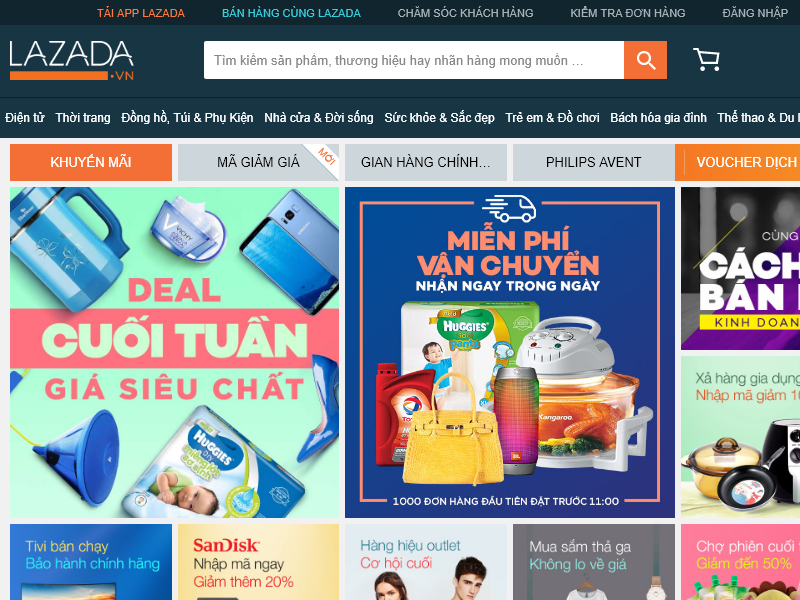 TẢI APP LAZADA
BÁN HÀNG CÙNG LAZADA
CHĂM SÓC KHÁCH HÀNG
KIỂM TRA ĐƠN HÀNG
ĐĂNG NHẬP
LAZADA
.VN
Tìm kiếm sản phẩm, thương hiệu hay nhãn hàng mong muốn ...
Điện tử
Thời trang
Đồng hồ, Túi & Phụ Kiện
Nhà cửa & Đời sống
Sức khỏe & Sắc đẹp
Trẻ em & Đồ chơi
Bách hóa gia đình
Thể thao & Du l
KHUYẾN MÃI
MÃ GIẢM GIÁ
MỚI
GIAN HÀNG CHÍNH...
PHILIPS AVENT
VOUCHER DỊCH
VICHY
DEAL
CUỐI TUẦN
GIÁ SIÊU CHẤT
HUGGIES
MIỄN PHÍ
VẬN CHUYỂN
NHẬN NGAY TRONG NGÀY
HUGGIES
pants
XL
TOTAL
JBL
Kangaroo
1000 ĐƠN HÀNG ĐẦU TIÊN ĐẶT TRƯỚC 11:00
CÙNG
CÁCH
BÁN
KINH DOAN
Xả hàng gia dụng
Nhập mã giảm 1
Tivi bán chạy
Bảo hành chính hãng
SanDisk
Nhập mã ngay
Giảm thêm 20%
Hàng hiệu outlet
Cơ hội cuối
Mua sắm thả ga
Không lo về giá
Chợ phiên cuối
Giảm đến 50%